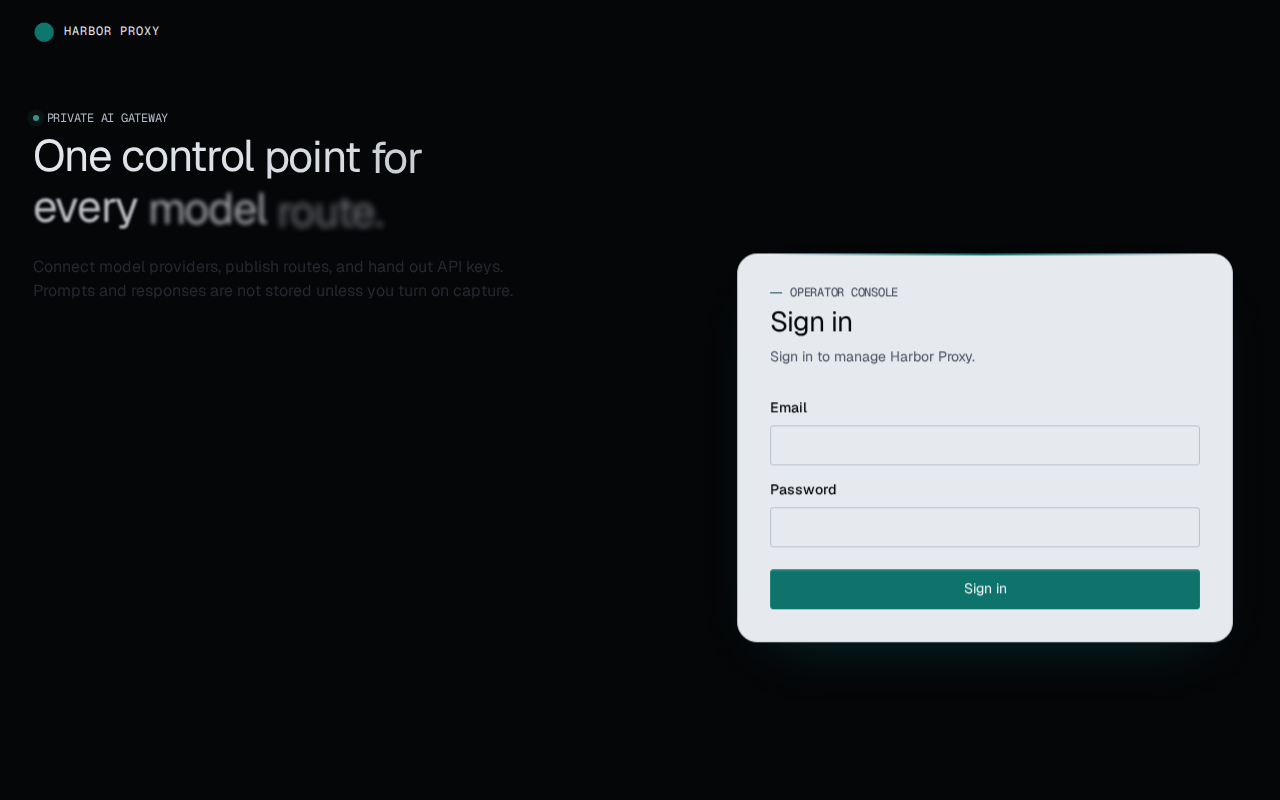 HARBOR PROXY
PRIVATE AI GATEWAY
One control point for
every model route.
Connect model providers, publish routes, and hand out API keys.
Prompts and responses are not stored unless you turn on capture.
OPERATOR CONSOLE
Sign in
Sign in to manage Harbor Proxy.
Email
Password
Sign in